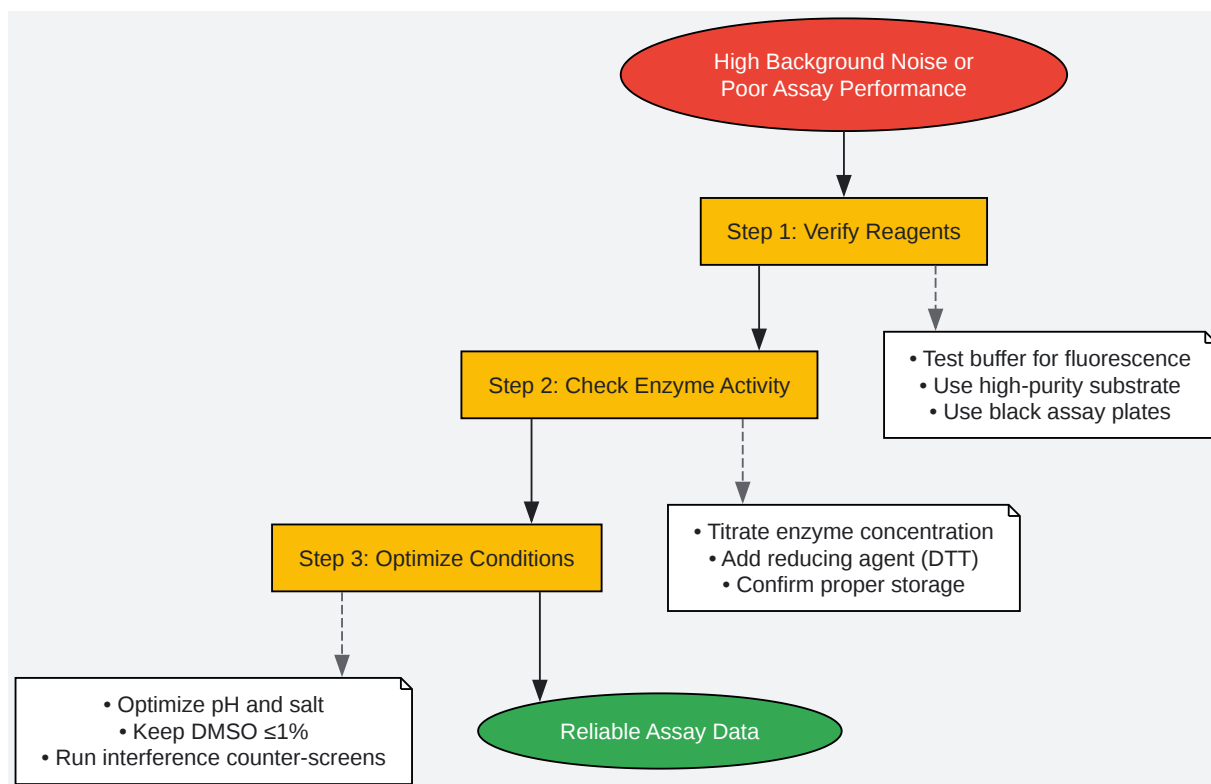 High Background Noise or
Poor Assay Performance
Step 1: Verify Reagents
• Test buffer for fluorescence
• Use high-purity substrate
• Use black assay plates
Step 2: Check Enzyme Activity
• Titrate enzyme concentration
• Add reducing agent (DTT)
• Confirm proper storage
Step 3: Optimize Conditions
• Optimize pH and salt
• Keep DMSO ≤1%
• Run interference counter-screens
Reliable Assay Data